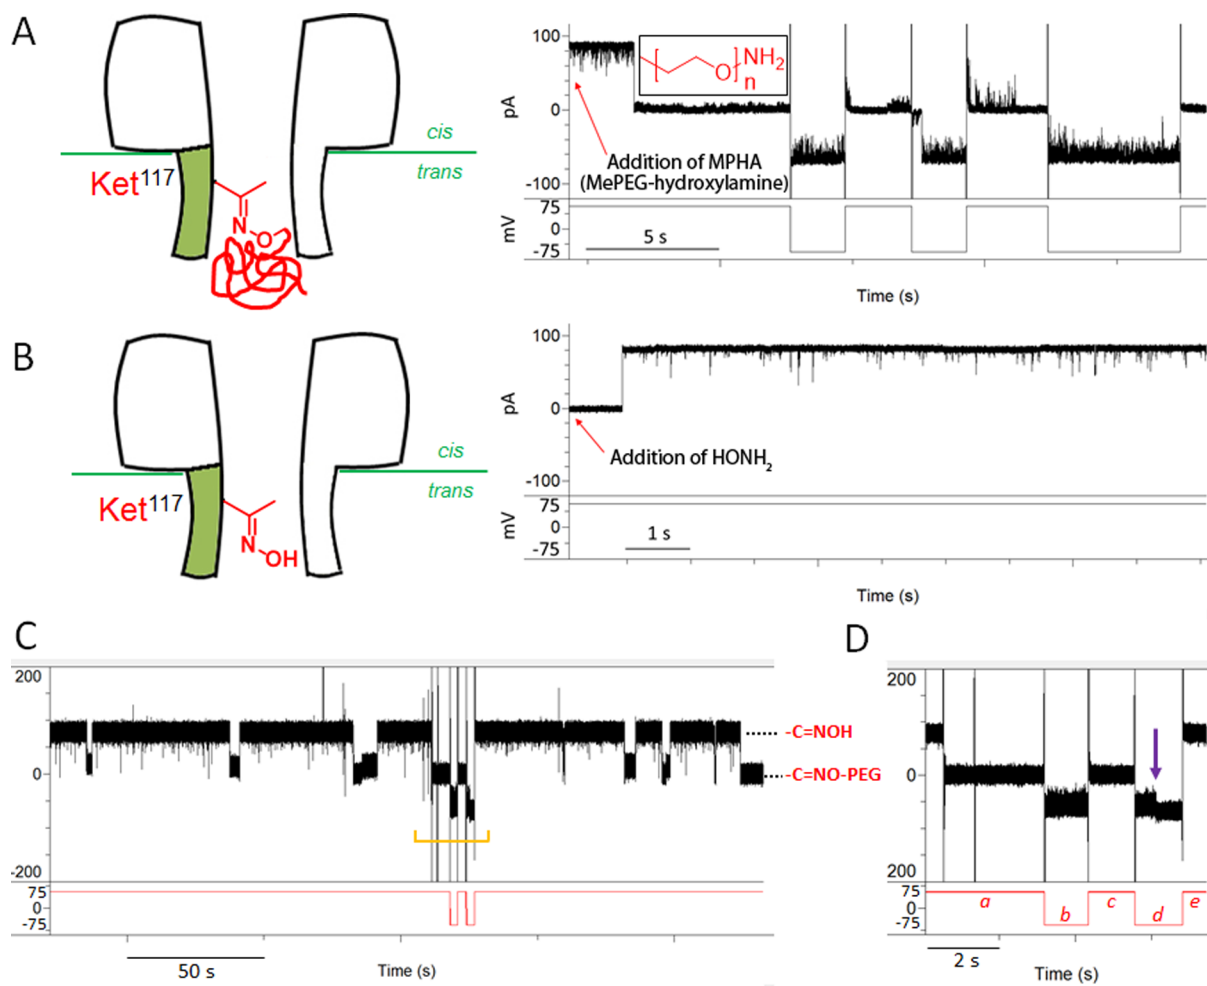 A
cis
trans
Ket117
N
O
100
0
-100
pA
[ O ]n NH2
Addition of MPHA
(MePEG-hydroxylamine)
75
0
-75
mV
5 s
Time (s)
B
cis
trans
Ket117
N
OH
100
0
-100
pA
Addition of HONH2
75
0
-75
mV
1 s
Time (s)
C
200
0
-200
-C=NOH
-C=NO-PEG
75
0
-75
50 s
Time (s)
D
200
0
200
75
0
-75
a
b
c
d
e
2 s
Time (s)